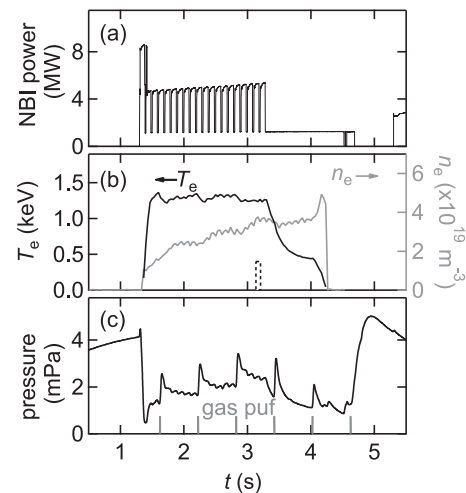 (a)
NBI power
(MW)
8
4
0
(b)
Te
ne
Te (keV)
1.5
1.0
0.5
0.0
ne (x10^19 m^-3)
6
4
2
0
(c)
pressure
(mPa)
6
4
2
0
gas puf
1
2
3
4
5
t (s)